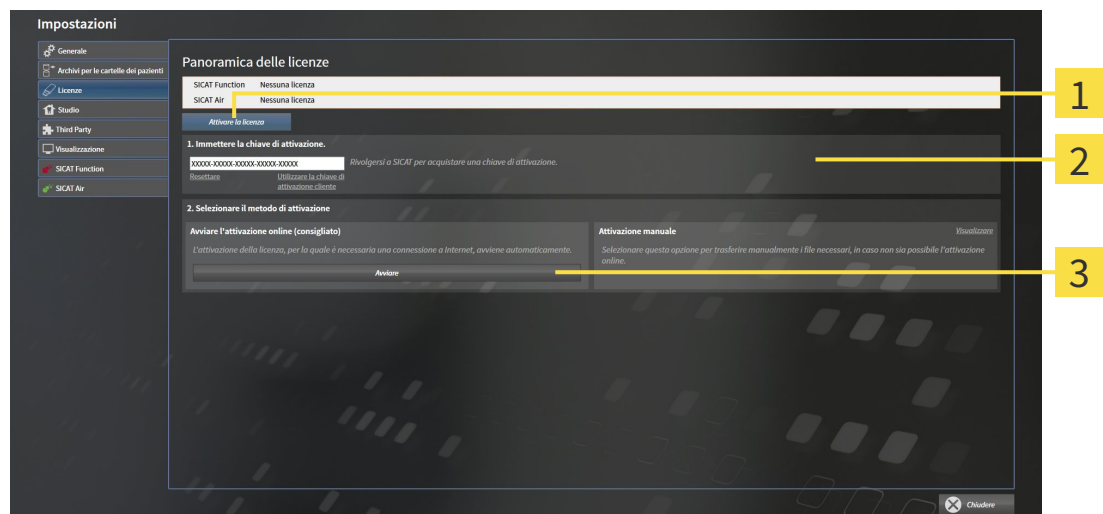 Impostazioni
Generale
Archivi per le cartelle dei pazienti
Licenze
Studio
Third Party
Visualizzazione
SICAT Function
SICAT Air
Panoramica delle licenze
SICAT Function Nessuna licenza
SICAT Air Nessuna licenza
Attivare la licenza
1. Immettere la chiave di attivazione.
XXXXX-XXXXX-XXXXX-XXXXX-XXXXX
Rivolgersi a SICAT per acquistare una chiave di attivazione.
Resettare
Utilizzare la chiave di
attivazione cliente
2. Selezionare il metodo di attivazione
Avviare l'attivazione online (consigliato)
L'attivazione della licenza, per la quale è necessaria una connessione a Internet, avviene automaticamente.
Avviare
Attivazione manuale
Visualizzare
Selezionare questa opzione per trasferire manualmente i file necessari, in caso non sia possibile l'attivazione
online.
Chiudere
1
2
3